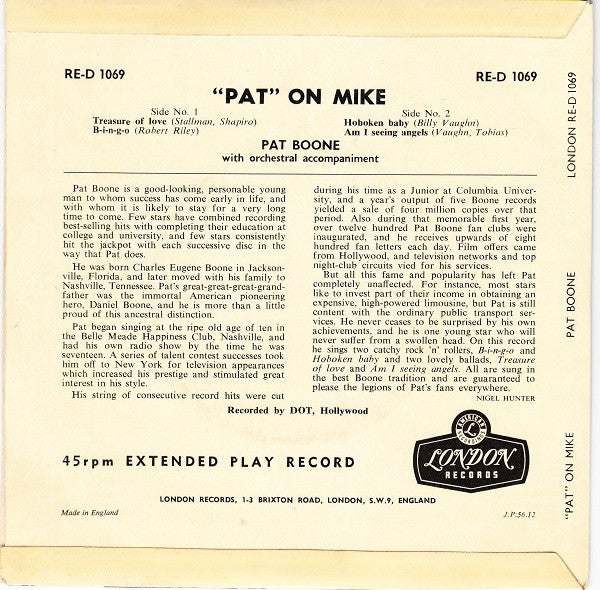 RE-D 1069
RE-D 1069
"PAT" ON MIKE
Side No. 1
Treasure of love (Stallman, Shapiro)
B-i-n-g-o (Robert Riley)
Side No. 2
Hoboken baby (Billy Vaughn)
Am I seeing angels (Vaughn, Tobias)
PAT BOONE
with orchestral accompaniment
Pat Boone is a good-looking, personable young
man to whom success has come early in life, and
with whom it is likely to stay for a very long
time to come. Few stars have combined recording
best-selling hits with completing their education at
college and university, and few stars consistently
hit the jackpot with each successive disc in the
way that Pat does.
He was born Charles Eugene Boone in Jackson-
ville, Florida, and later moved with his family to
Nashville, Tennessee. Pat's great-great-great-grand-
father was the immortal American pioneering
hero, Daniel Boone, and he is more than a little
proud of this ancestral distinction.
Pat began singing at the ripe old age of ten in
the Belle Meade Happiness Club, Nashville, and
had his own radio show by the time he was
seventeen. A series of talent contest successes took
him off to New York for television appearances
which increased his prestige and stimulated great
interest in his style.
His string of consecutive record hits were cut
during his time as a Junior at Columbia Univer-
sity, and a year's output of five Boone records
yielded a sale of four million copies over that
period. Also during that memorable first year,
over twelve hundred Pat Boone fan clubs were
inaugurated, and he receives upwards of eight
hundred fan letters each day. Film offers came
from Hollywood, and television networks and top
night-club circuits vied for his services.
But all this fame and popularity has left Pat
completely unaffected. For instance, most stars
like to invest part of their income in obtaining an
expensive, high-powered limousine, but Pat is still
content with the ordinary public transport ser-
vices. He never ceases to be surprised by his own
achievements, and he is one young star who will
never suffer from a swollen head. On this record
he sings two catchy rock 'n' rollers, B-i-n-g-o and
Hoboken baby and two lovely ballads, Treasure
of love and Am I seeing angels. All are sung in
the best Boone tradition and are guaranteed to
please the legions of Pat's fans everywhere.
NIGEL HUNTER
Recorded by DOT, Hollywood
45rpm EXTENDED PLAY RECORD
AMERICAN
L
RECORDINGS
LONDON
RECORDS
LONDON RECORDS, 1-3 BRIXTON ROAD, LONDON, S.W.9, ENGLAND
Made in England
J.P.56.12
LONDON RE-D 1069
PAT BOONE
"PAT" ON MIKE